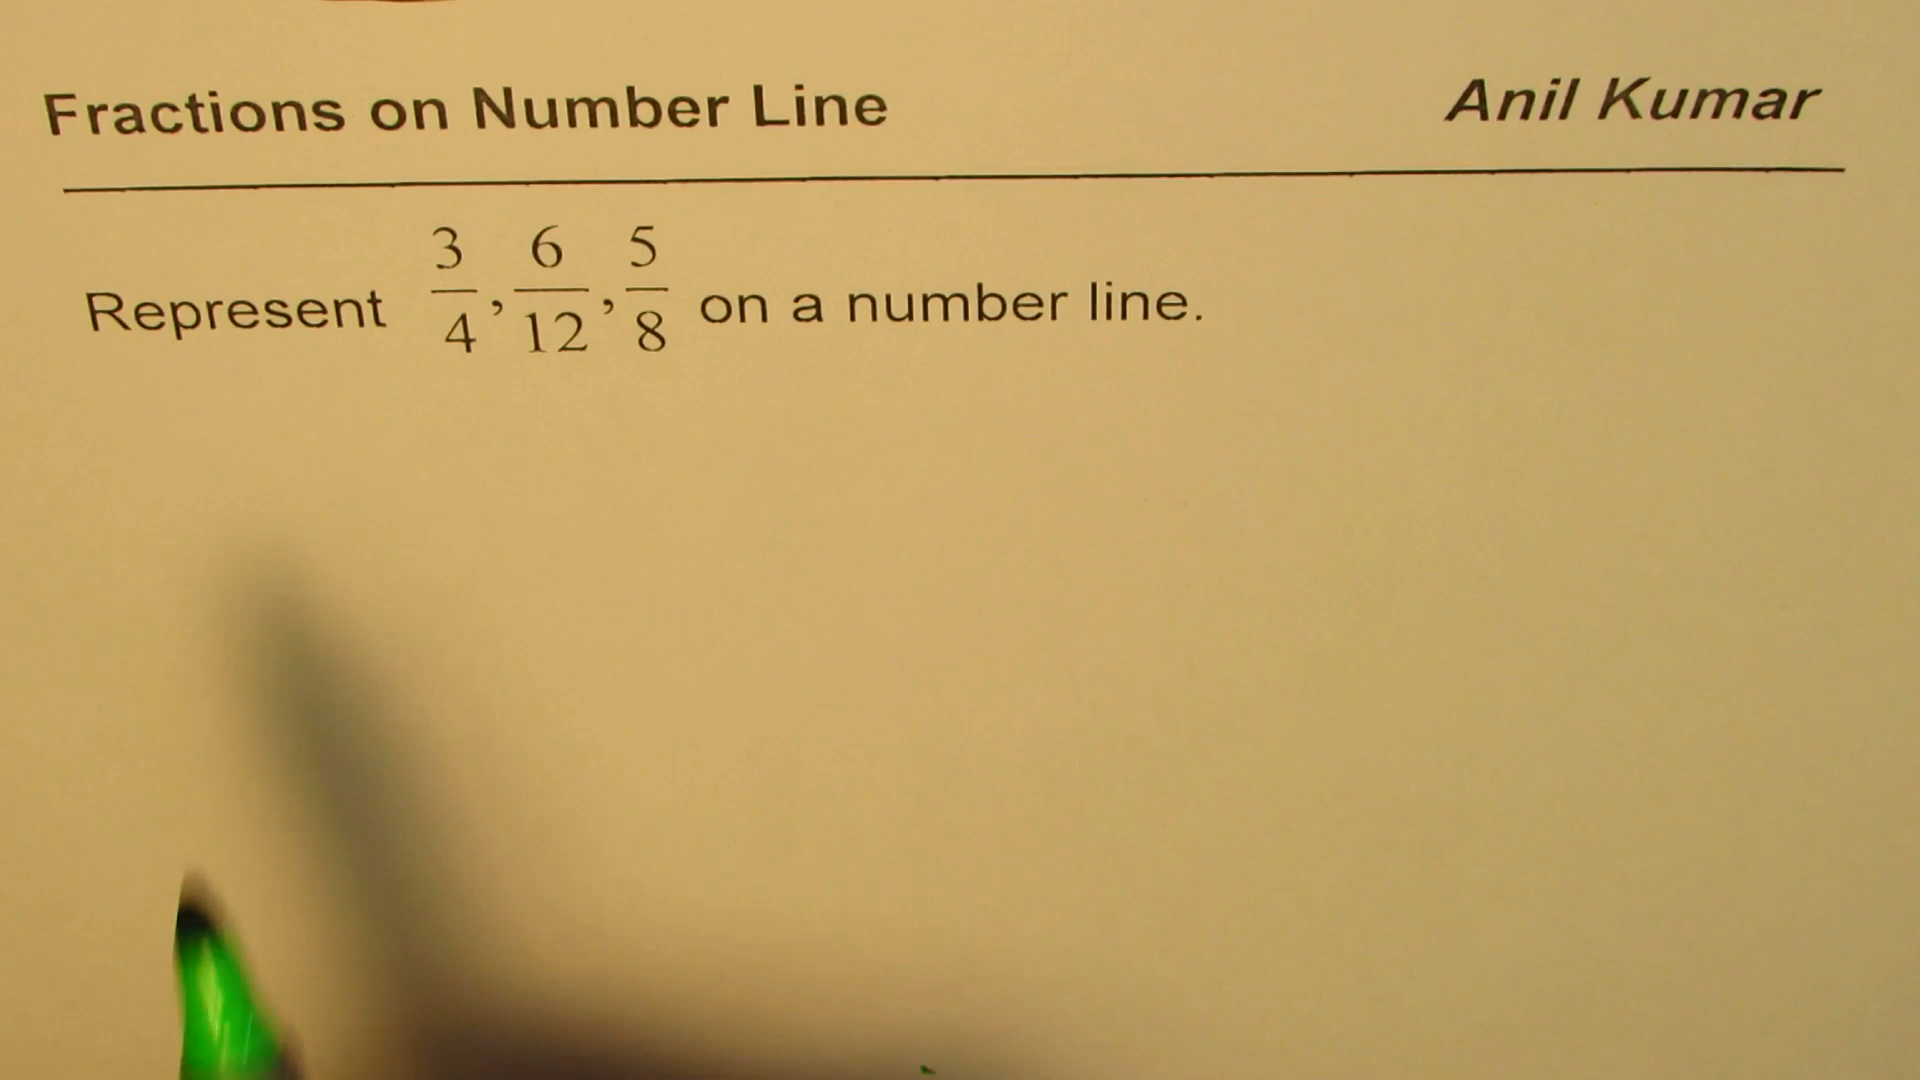 Fractions on Number Line Anil Kumar
Represent 3/4, 6/12, 5/8 on a number line.